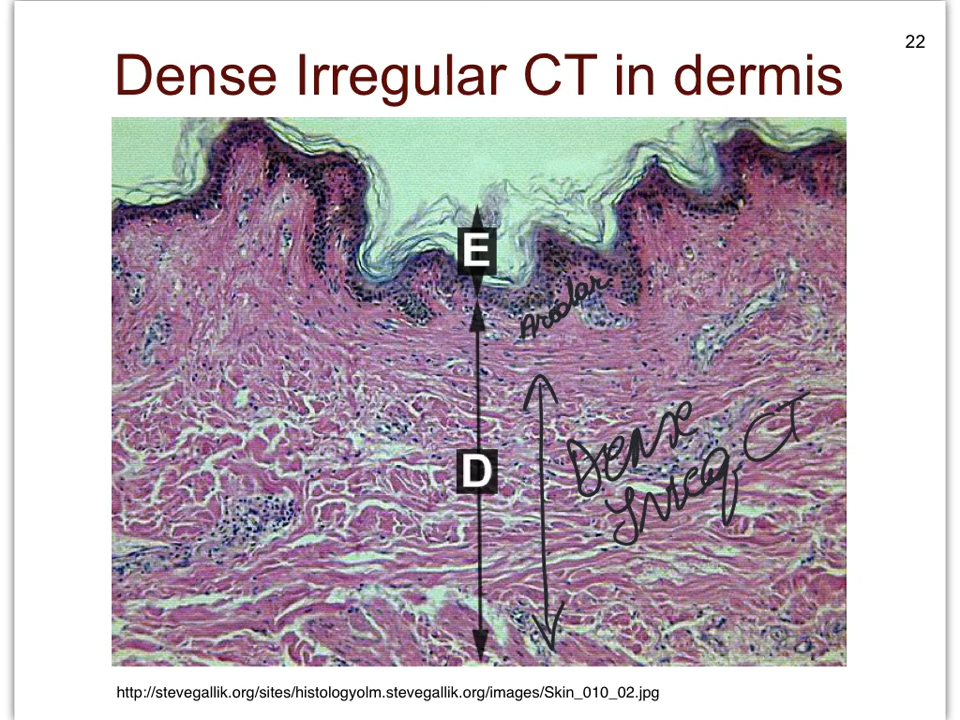 22
Dense Irregular CT in dermis
E
Areolar
D
Dense
Irreg. CT
http://stevegallik.org/sites/histologyolm.stevegallik.org/images/Skin_010_02.jpg